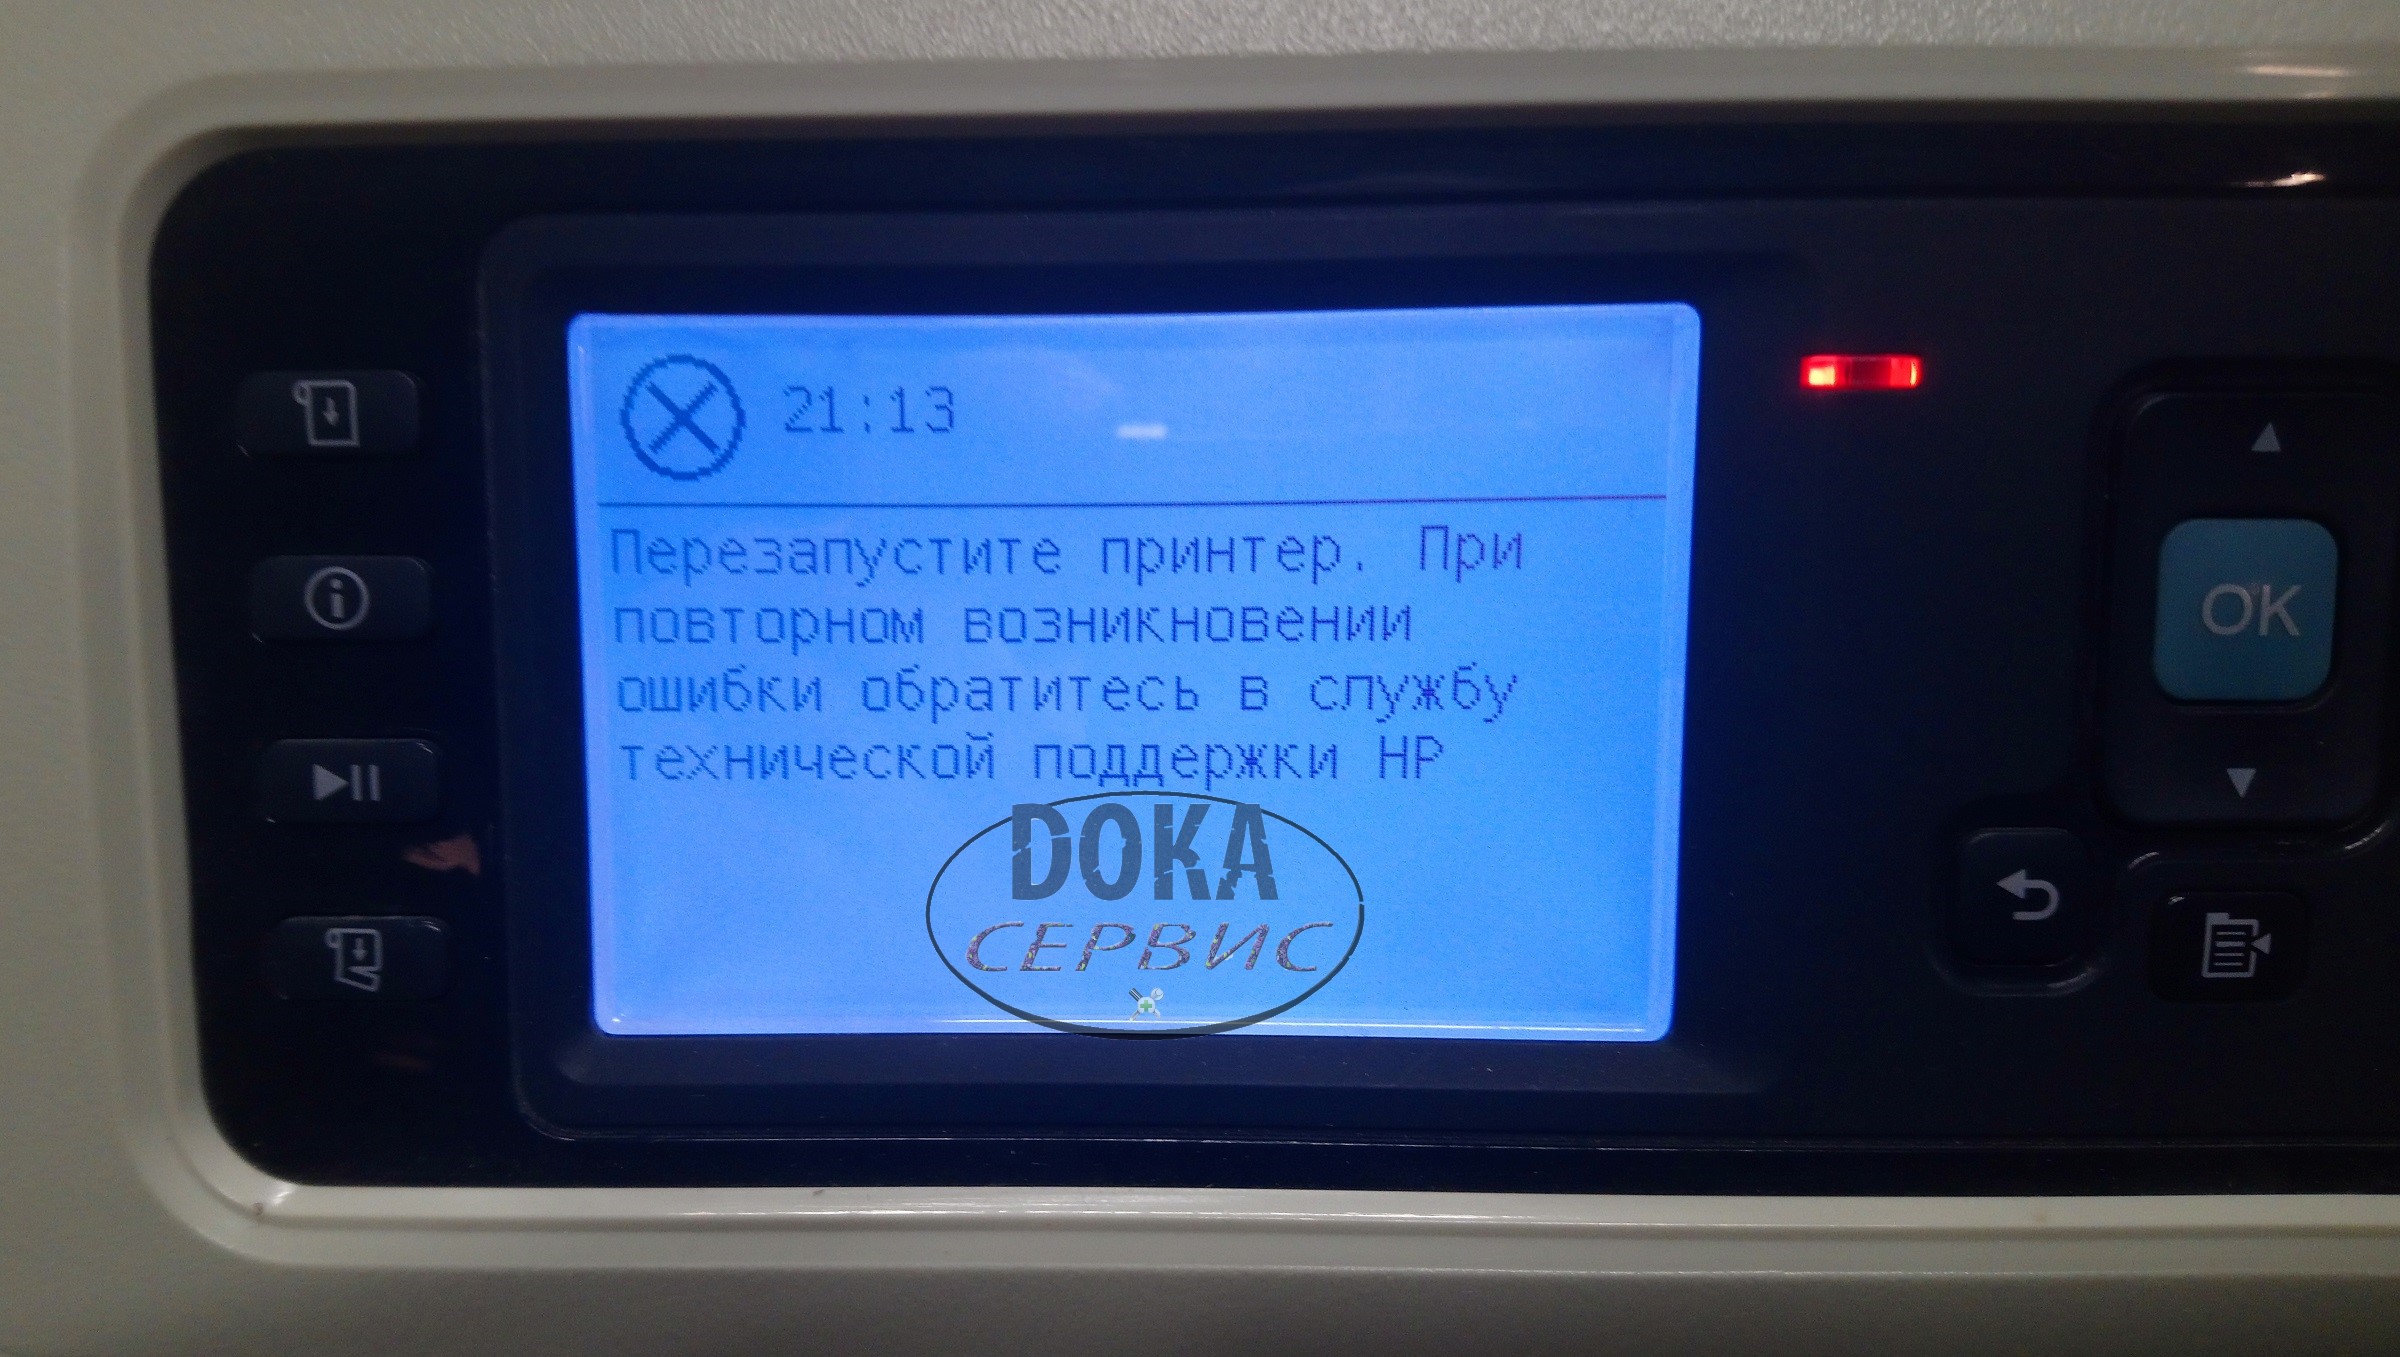 21:13
Перезапустите принтер. При
повторном возникновении
ошибки обратитесь в службу
технической поддержки HP
OK
DOKA
СЕРВИС